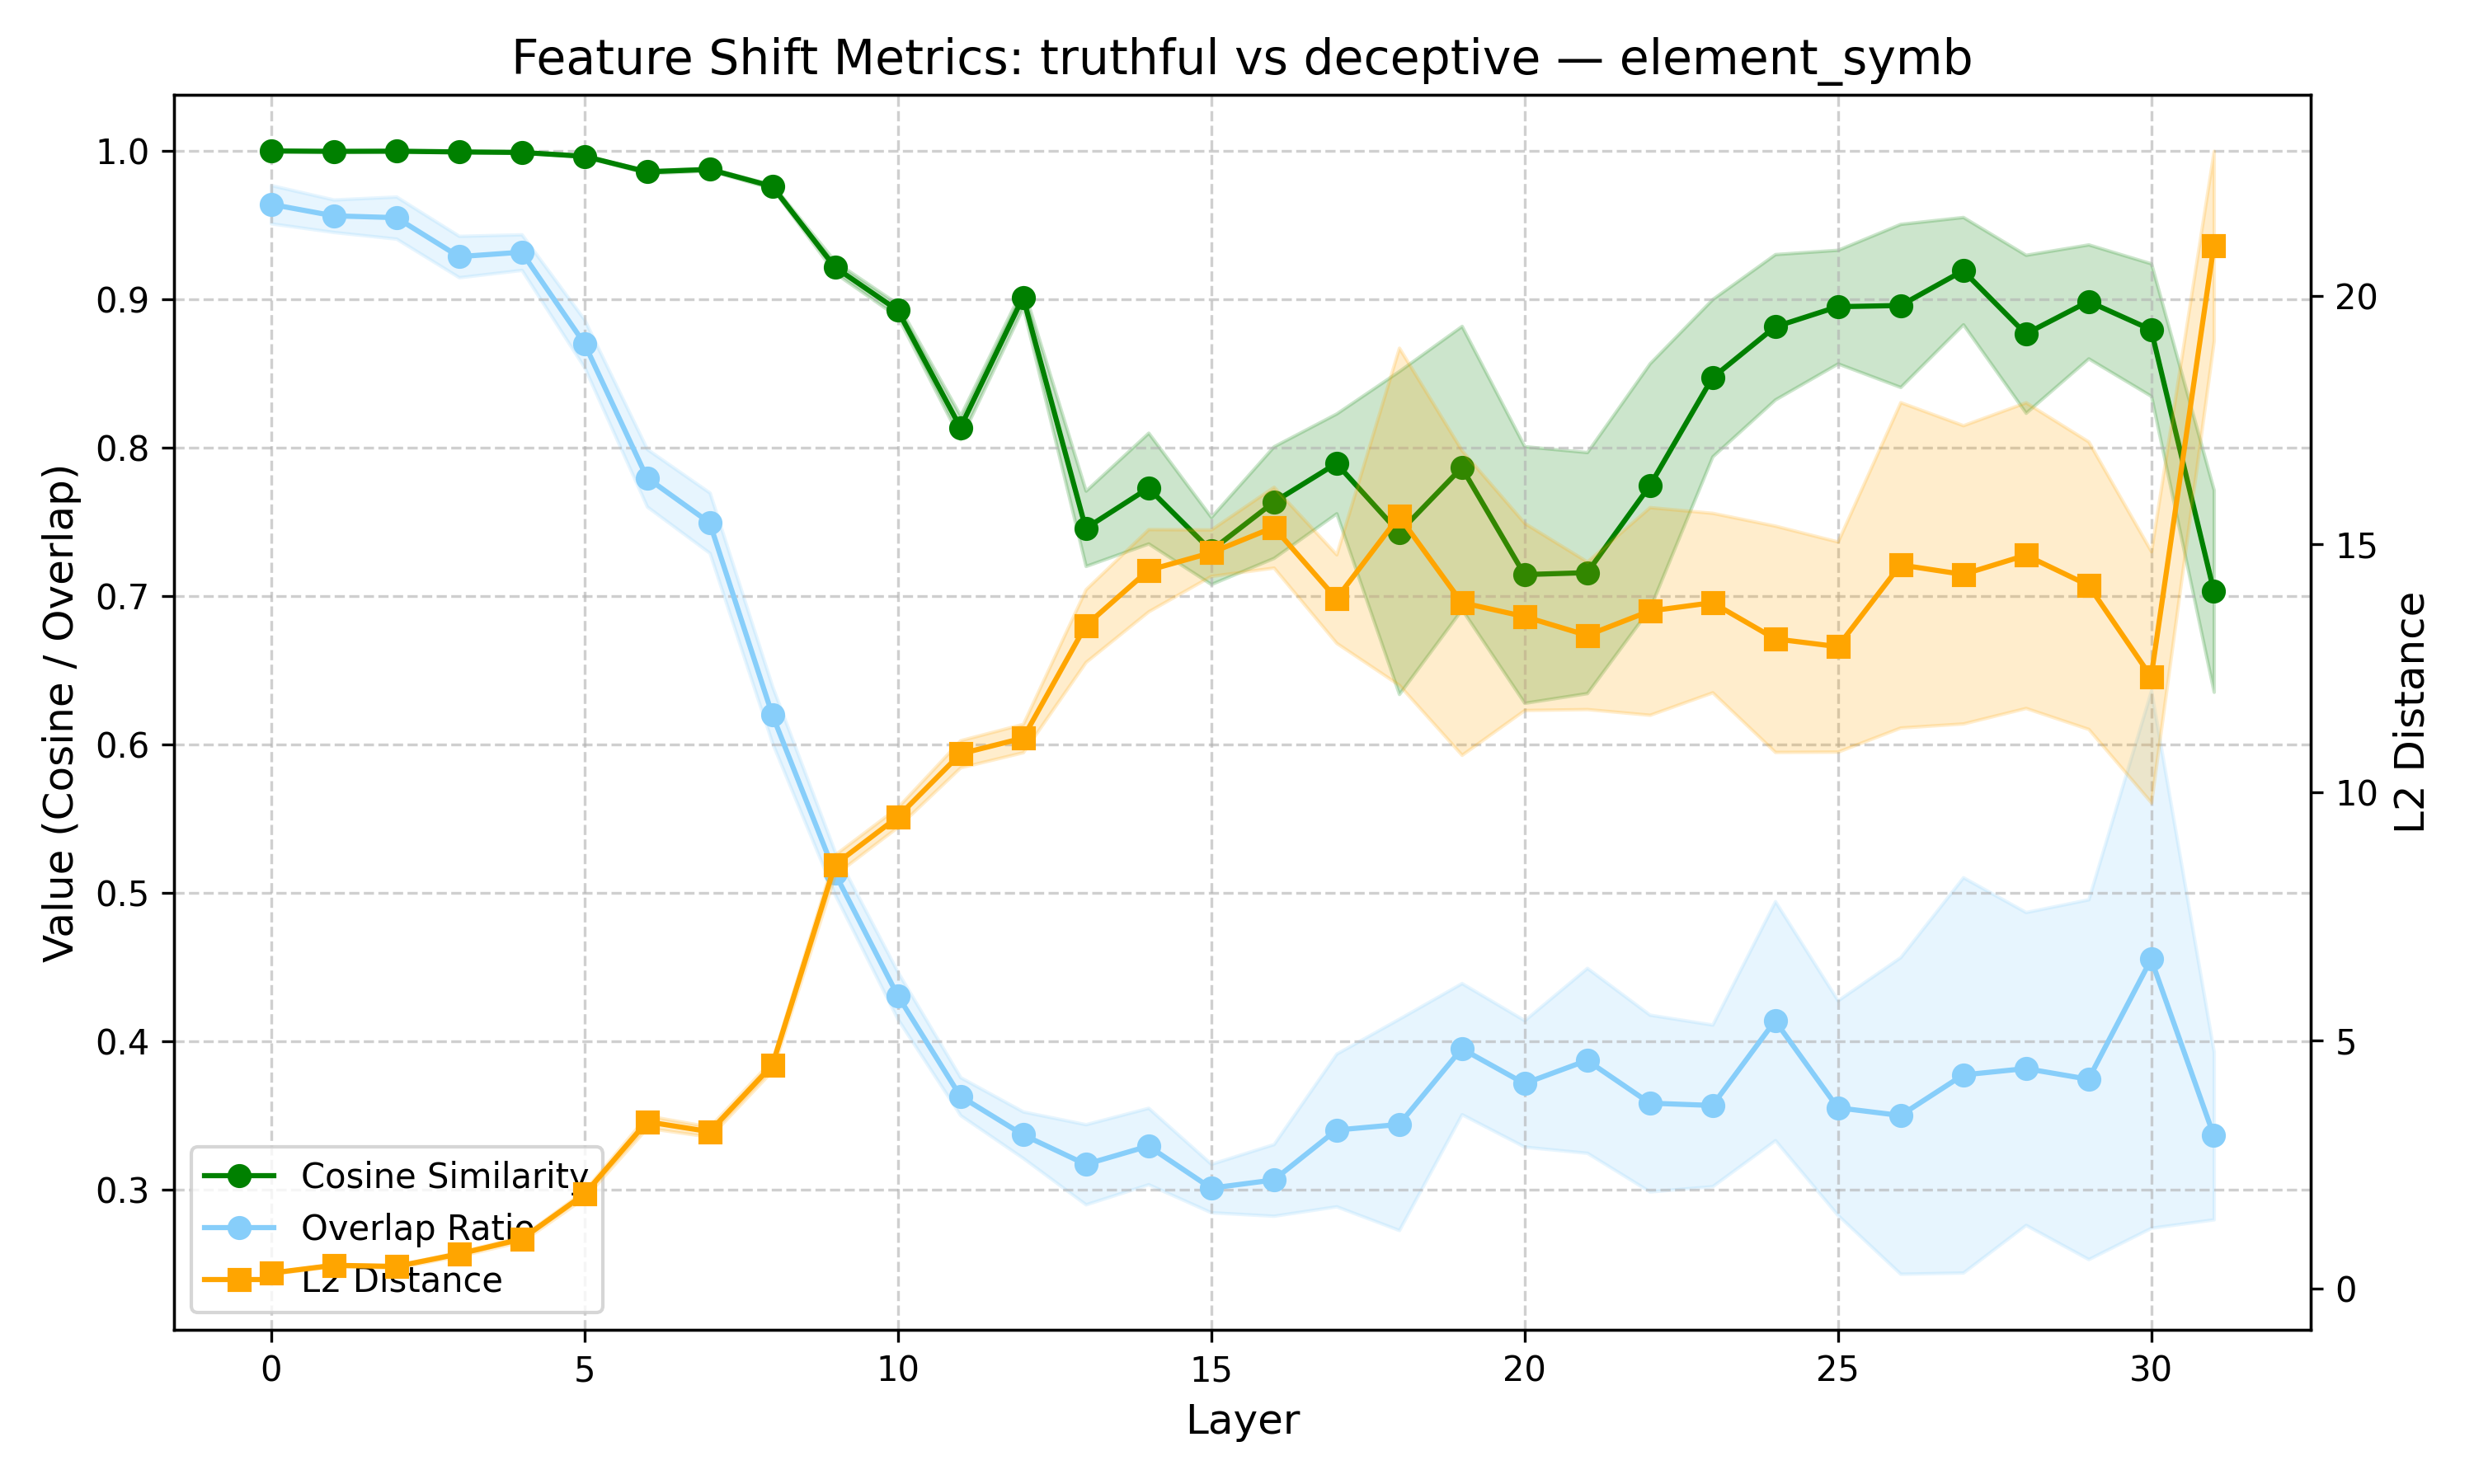 Feature Shift Metrics: truthful vs deceptive — element_symb
Value (Cosine / Overlap)
1.0
0.9
0.8
0.7
0.6
0.5
0.4
0.3
20
15
10
5
0
L2 Distance
Cosine Similarity
Overlap Ratio
L2 Distance
0 5 10 15 20 25 30
Layer